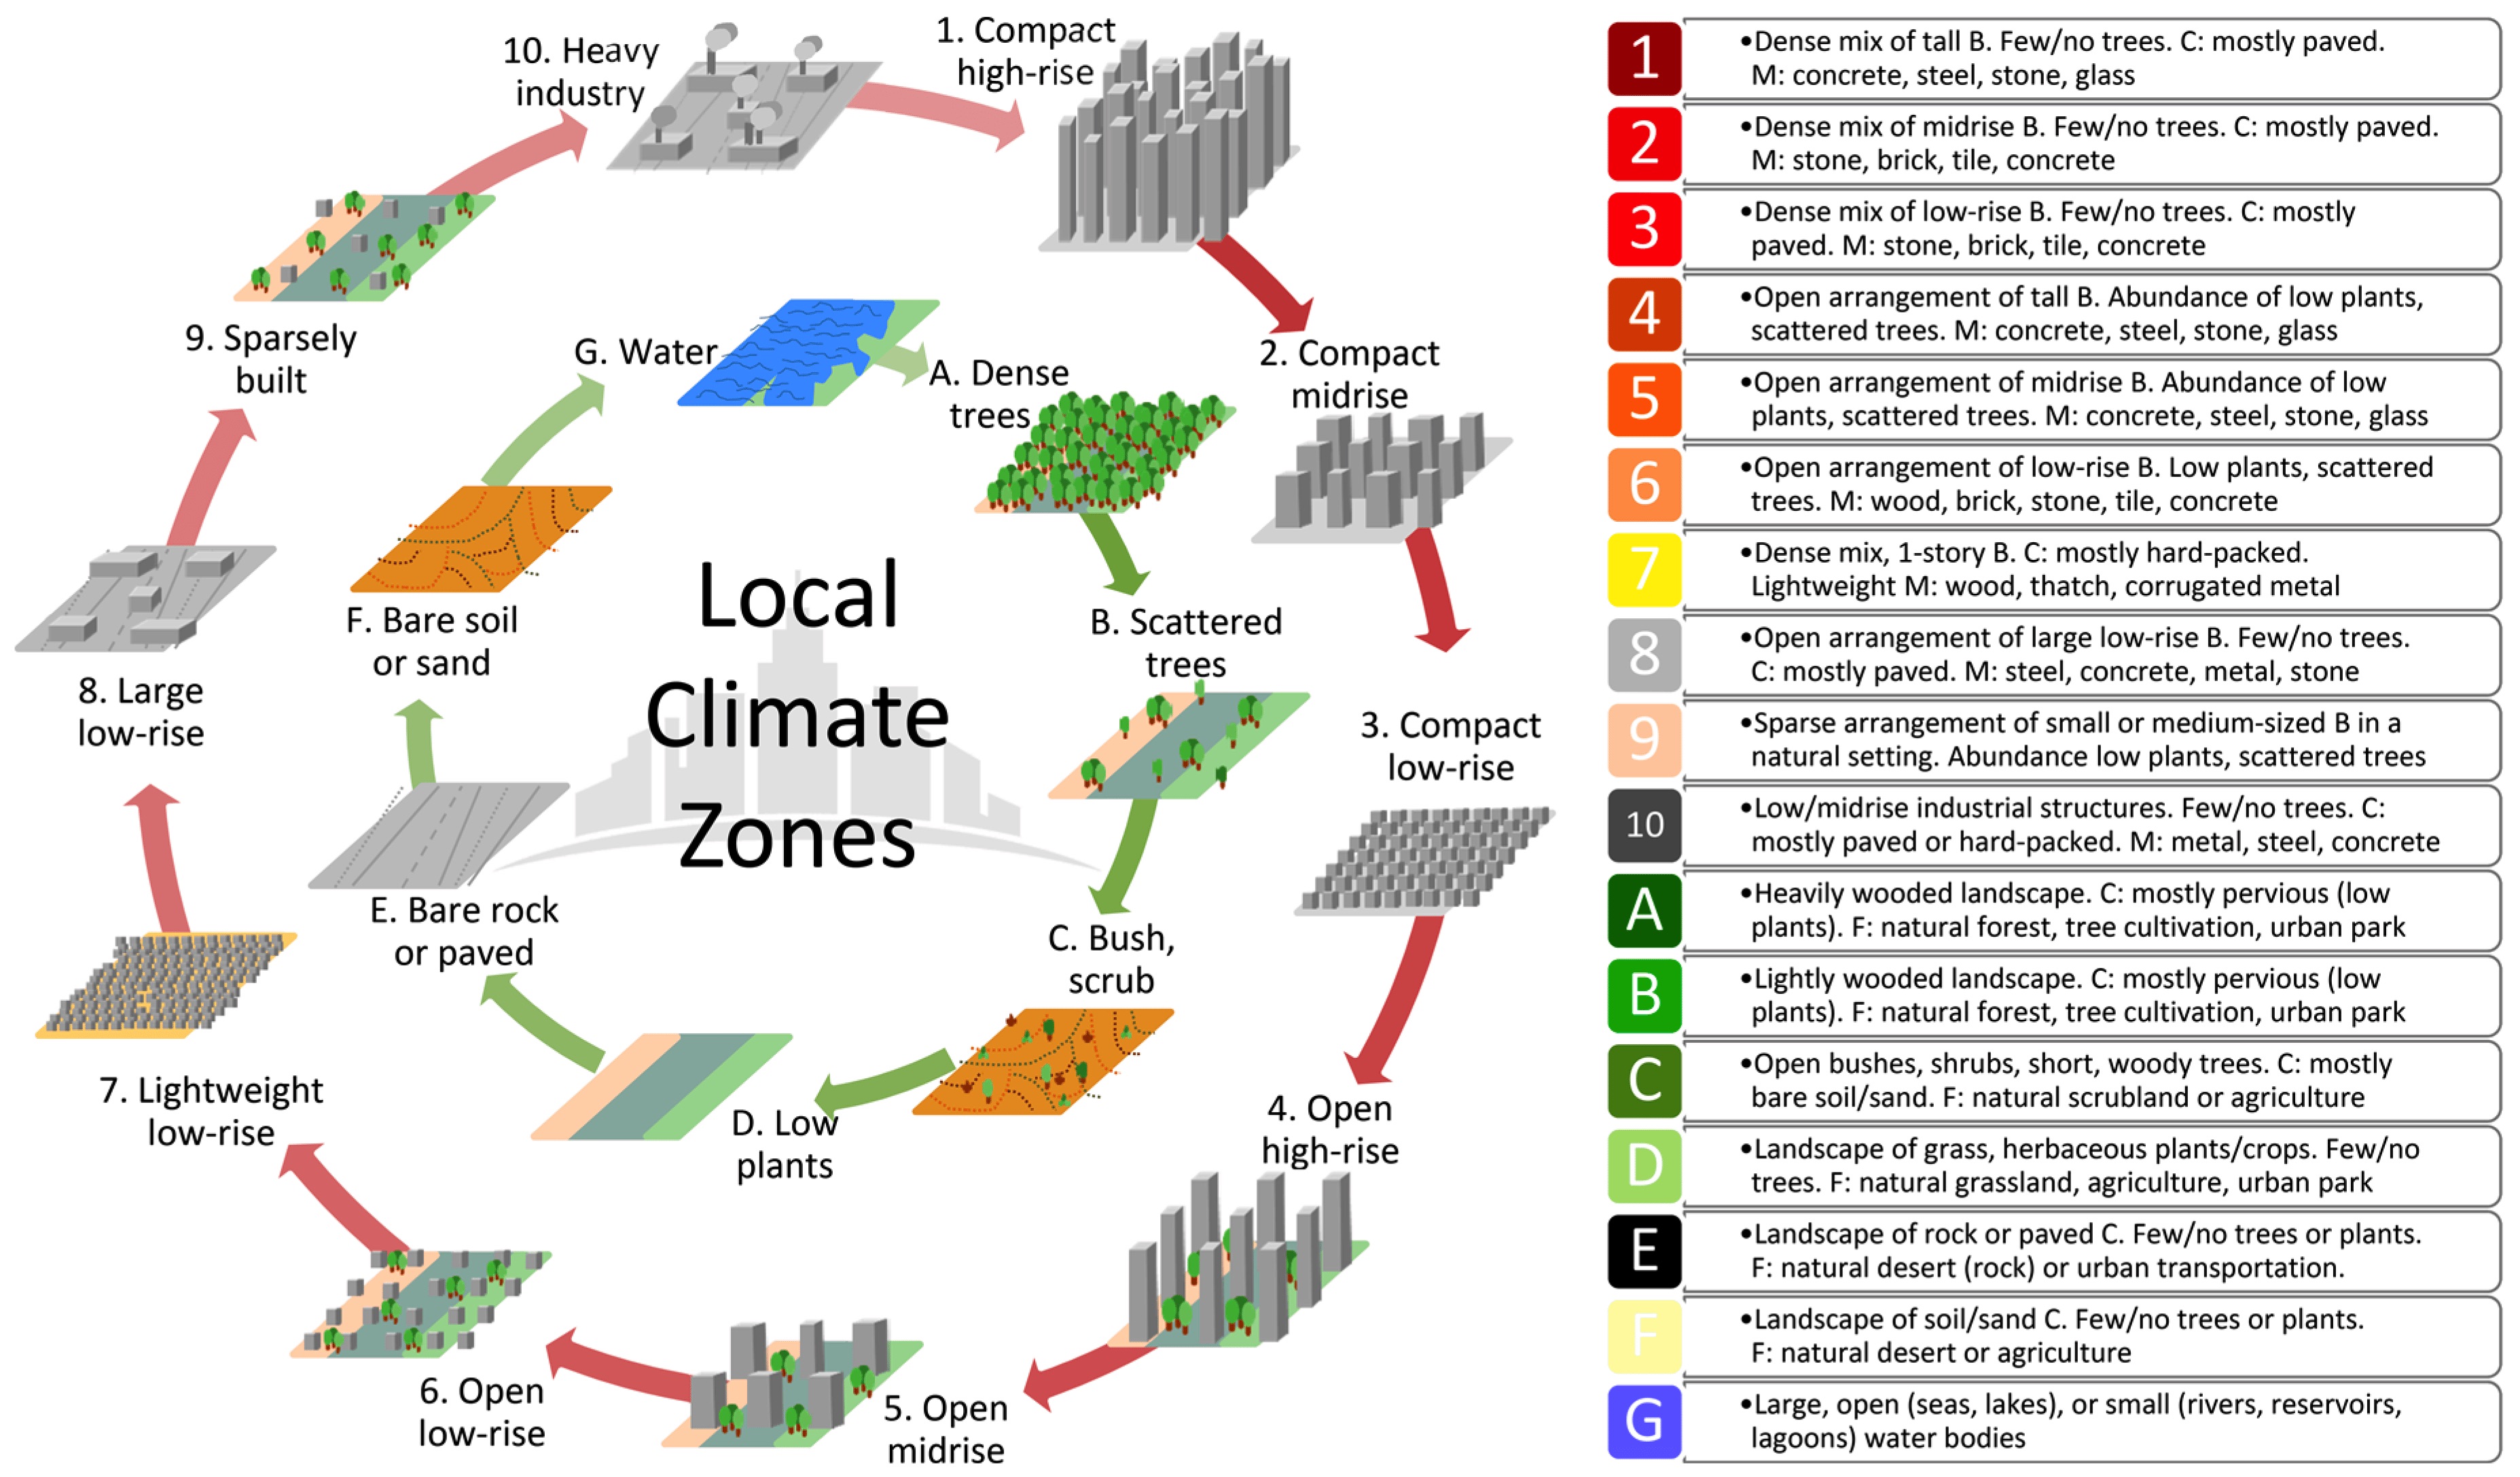 10. Heavy
industry
1. Compact
high-rise
9. Sparsely
built
G. Water
A. Dense
trees
2. Compact
midrise
F. Bare soil
or sand
B. Scattered
trees
8. Large
low-rise
3. Compact
low-rise
Local
Climate
Zones
E. Bare rock
or paved
C. Bush,
scrub
7. Lightweight
low-rise
D. Low
plants
4. Open
high-rise
6. Open
low-rise
5. Open
midrise
1
•Dense mix of tall B. Few/no trees. C: mostly paved.
M: concrete, steel, stone, glass
2
•Dense mix of midrise B. Few/no trees. C: mostly paved.
M: stone, brick, tile, concrete
3
•Dense mix of low-rise B. Few/no trees. C: mostly
paved. M: stone, brick, tile, concrete
4
•Open arrangement of tall B. Abundance of low plants,
scattered trees. M: concrete, steel, stone, glass
5
•Open arrangement of midrise B. Abundance of low
plants, scattered trees. M: concrete, steel, stone, glass
6
•Open arrangement of low-rise B. Low plants, scattered
trees. M: wood, brick, stone, tile, concrete
7
•Dense mix, 1-story B. C: mostly hard-packed.
Lightweight M: wood, thatch, corrugated metal
8
•Open arrangement of large low-rise B. Few/no trees.
C: mostly paved. M: steel, concrete, metal, stone
9
•Sparse arrangement of small or medium-sized B in a
natural setting. Abundance low plants, scattered trees
10
•Low/midrise industrial structures. Few/no trees. C:
mostly paved or hard-packed. M: metal, steel, concrete
A
•Heavily wooded landscape. C: mostly pervious (low
plants). F: natural forest, tree cultivation, urban park
B
•Lightly wooded landscape. C: mostly pervious (low
plants). F: natural forest, tree cultivation, urban park
C
•Open bushes, shrubs, short, woody trees. C: mostly
bare soil/sand. F: natural scrubland or agriculture
D
•Landscape of grass, herbaceous plants/crops. Few/no
trees. F: natural grassland, agriculture, urban park
E
•Landscape of rock or paved C. Few/no trees or plants.
F: natural desert (rock) or urban transportation.
F
•Landscape of soil/sand C. Few/no trees or plants.
F: natural desert or agriculture
G
•Large, open (seas, lakes), or small (rivers, reservoirs,
lagoons) water bodies